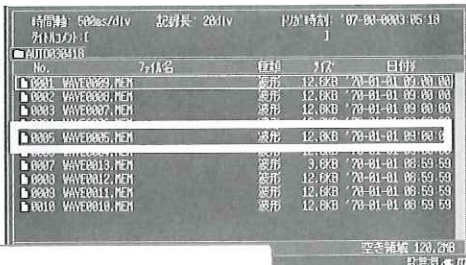 時間軸: 500ms/div 記録長: 20div トリガ時刻: '07-00-0003:05:18
タイトルコメント:[ ]
AUTO030418
No. ファイル名 種類 サイズ 日付
0001 WAVE0009.MEM 波形 12.6KB '70-01-01 09:00:00
0002 WAVE0008.MEM 波形 12.8KB '70-01-01 09:00:00
0003 WAVE0007.MEM 波形 12.8KB '70-01-01 09:00:00
0005 WAVE0005.MEM 波形 12.8KB '70-01-01 09:00:0
0007 WAVE0013.MEM 波形 3.6KB '70-01-01 08:59:59
0008 WAVE0012.MEM 波形 12.6KB '70-01-01 08:59:59
0009 WAVE0011.MEM 波形 12.6KB '70-01-01 08:59:59
0010 WAVE0010.MEM 波形 12.6KB '70-01-01 08:59:59
空き領域 120.2MB